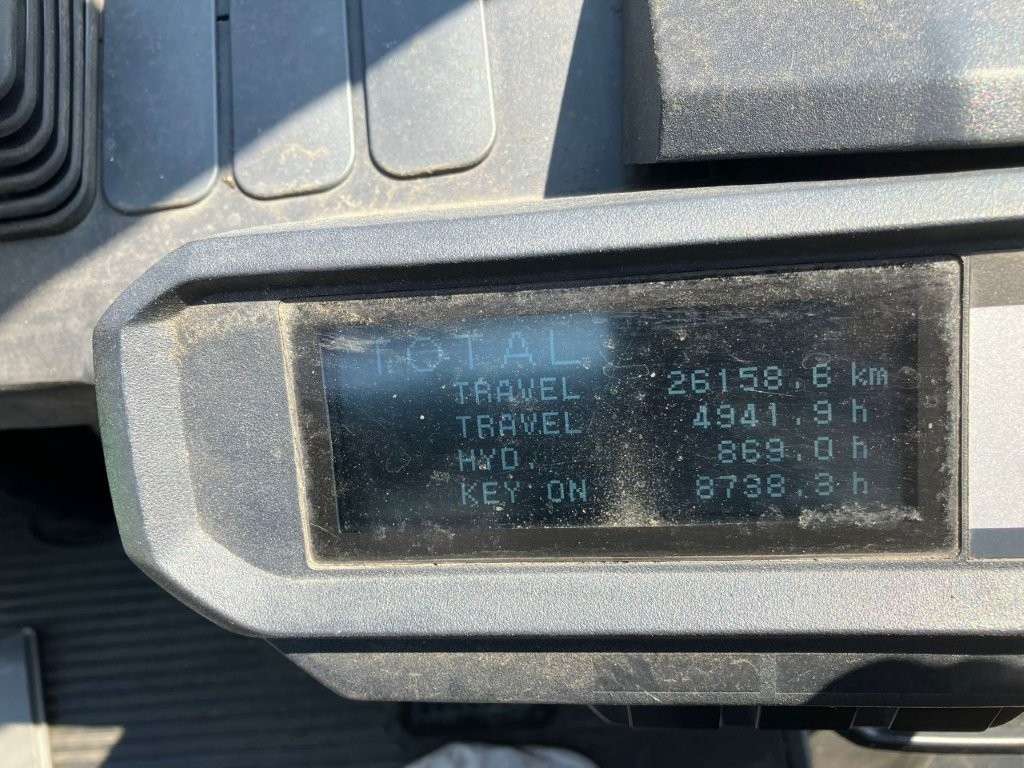 TOTAL
TRAVEL 26158.6 km
TRAVEL 4941.9 h
HYD. 869.0 h
KEY ON 8738.3 h